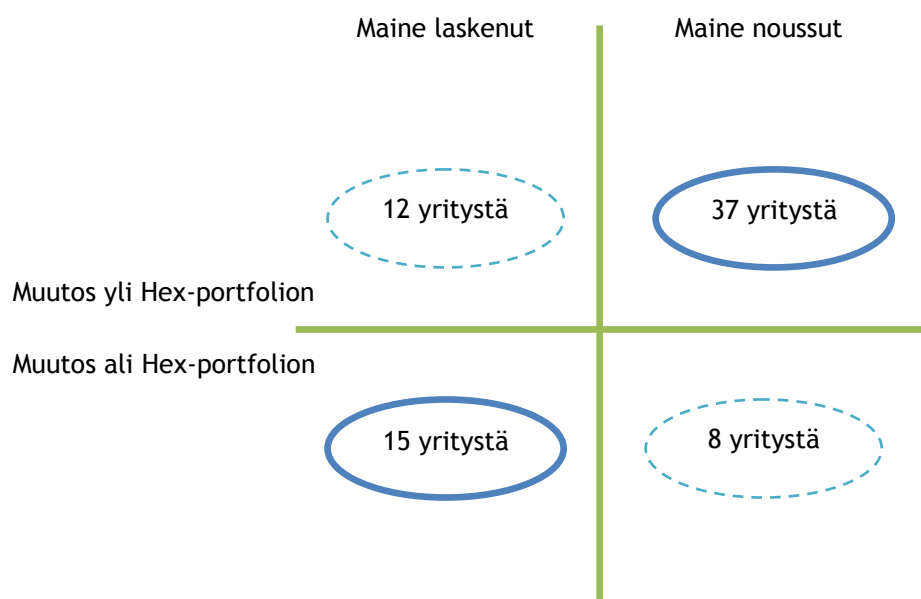 Maine laskenut
Maine noussut
12 yritystä
37 yritystä
Muutos yli Hex-portfolion
Muutos ali Hex-portfolion
15 yritystä
8 yritystä